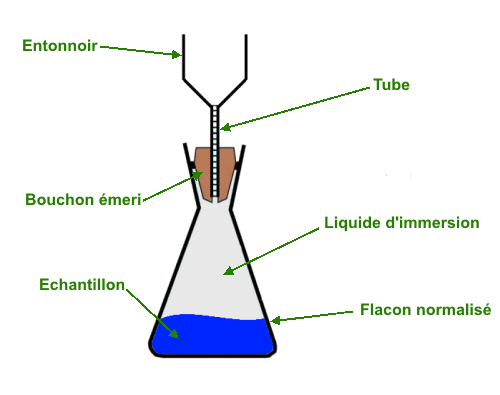 Entonnoir
Tube
Bouchon émeri
Liquide d'immersion
Echantillon
Flacon normalisé